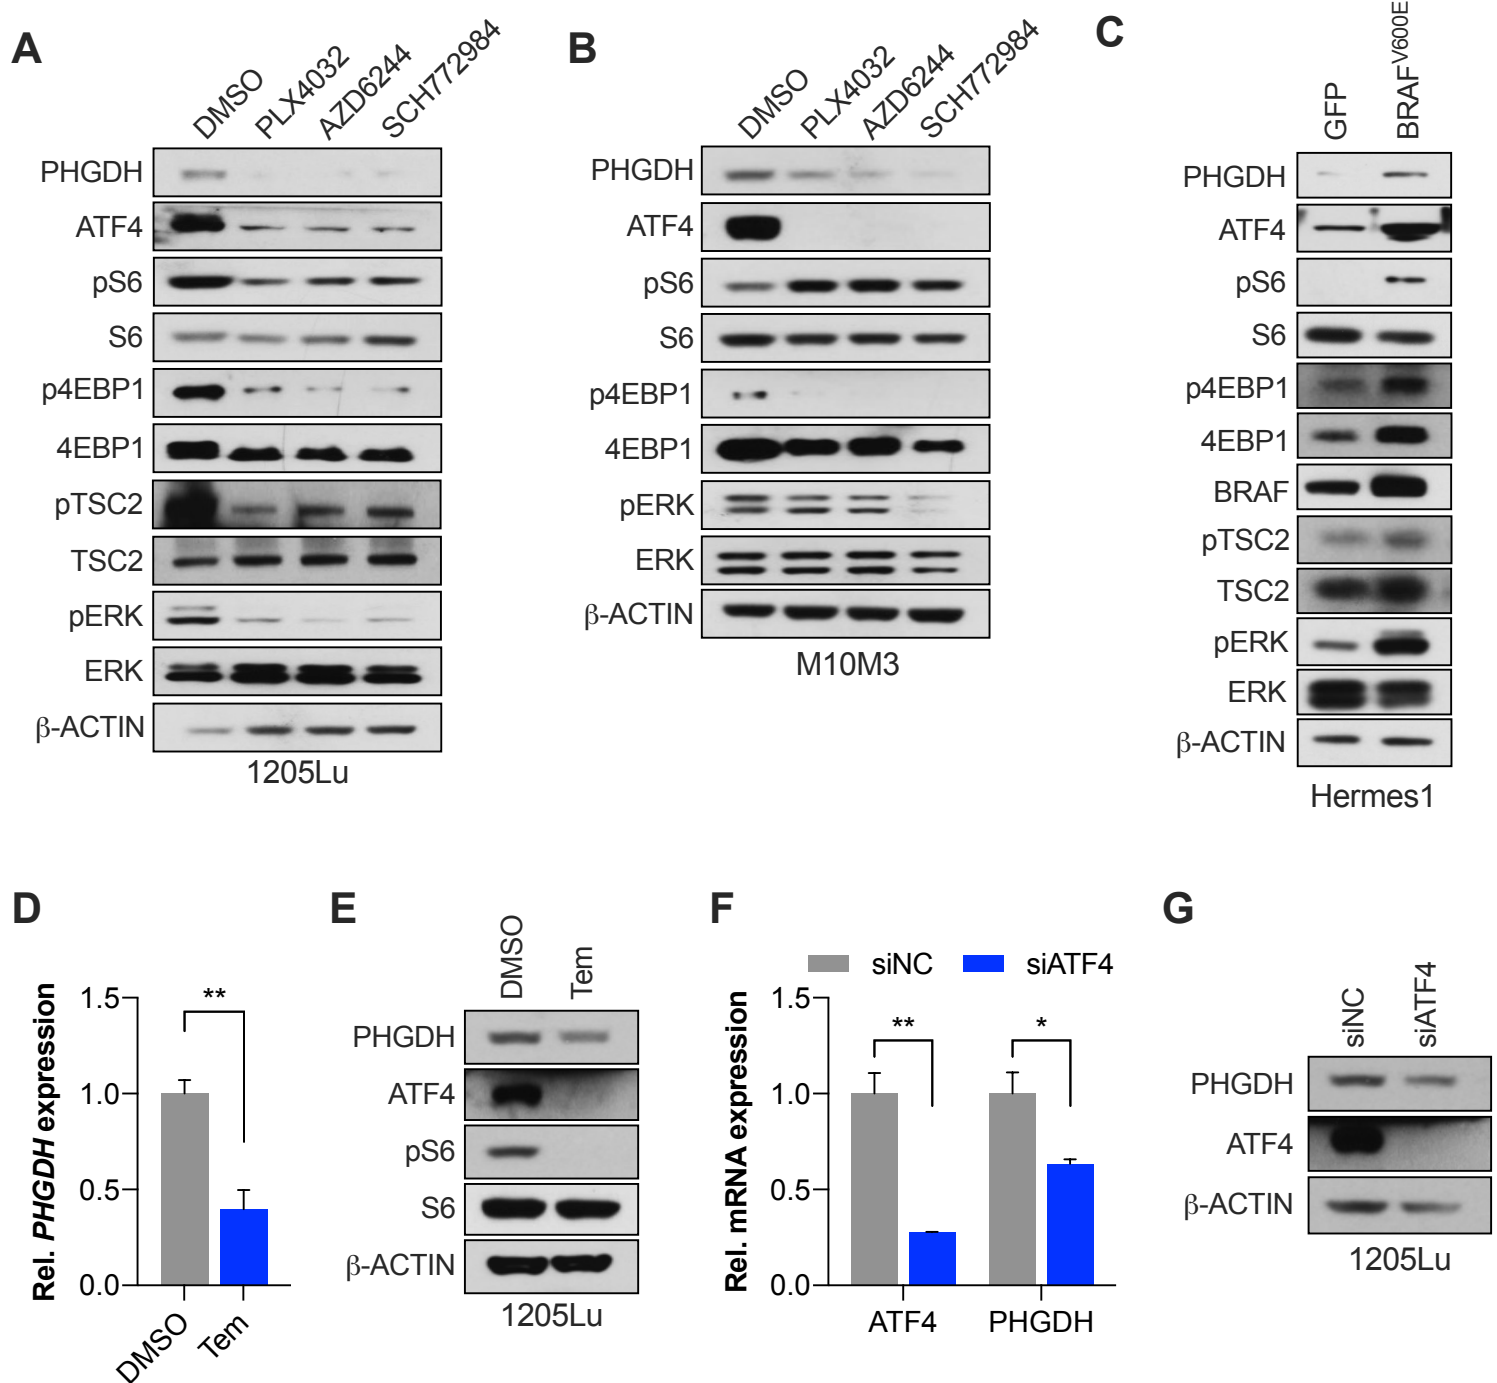 A
DMSO
PLX4032
AZD6244
SCH772984
PHGDH
ATF4
pS6
S6
p4EBP1
4EBP1
pTSC2
TSC2
pERK
ERK
β-ACTIN
1205Lu
B
DMSO
PLX4032
AZD6244
SCH772984
PHGDH
ATF4
pS6
S6
p4EBP1
4EBP1
pERK
ERK
β-ACTIN
M10M3
C
GFP
BRAFV600E
PHGDH
ATF4
pS6
S6
p4EBP1
4EBP1
BRAF
pTSC2
TSC2
pERK
ERK
β-ACTIN
Hermes1
D
Rel. PHGDH expression
1.5
1.0
0.5
0.0
**
DMSO
Tem
E
DMSO
Tem
PHGDH
ATF4
pS6
S6
β-ACTIN
1205Lu
F
siNC
siATF4
Rel. mRNA expression
1.5
1.0
0.5
0.0
**
*
ATF4
PHGDH
G
siNC
siATF4
PHGDH
ATF4
β-ACTIN
1205Lu